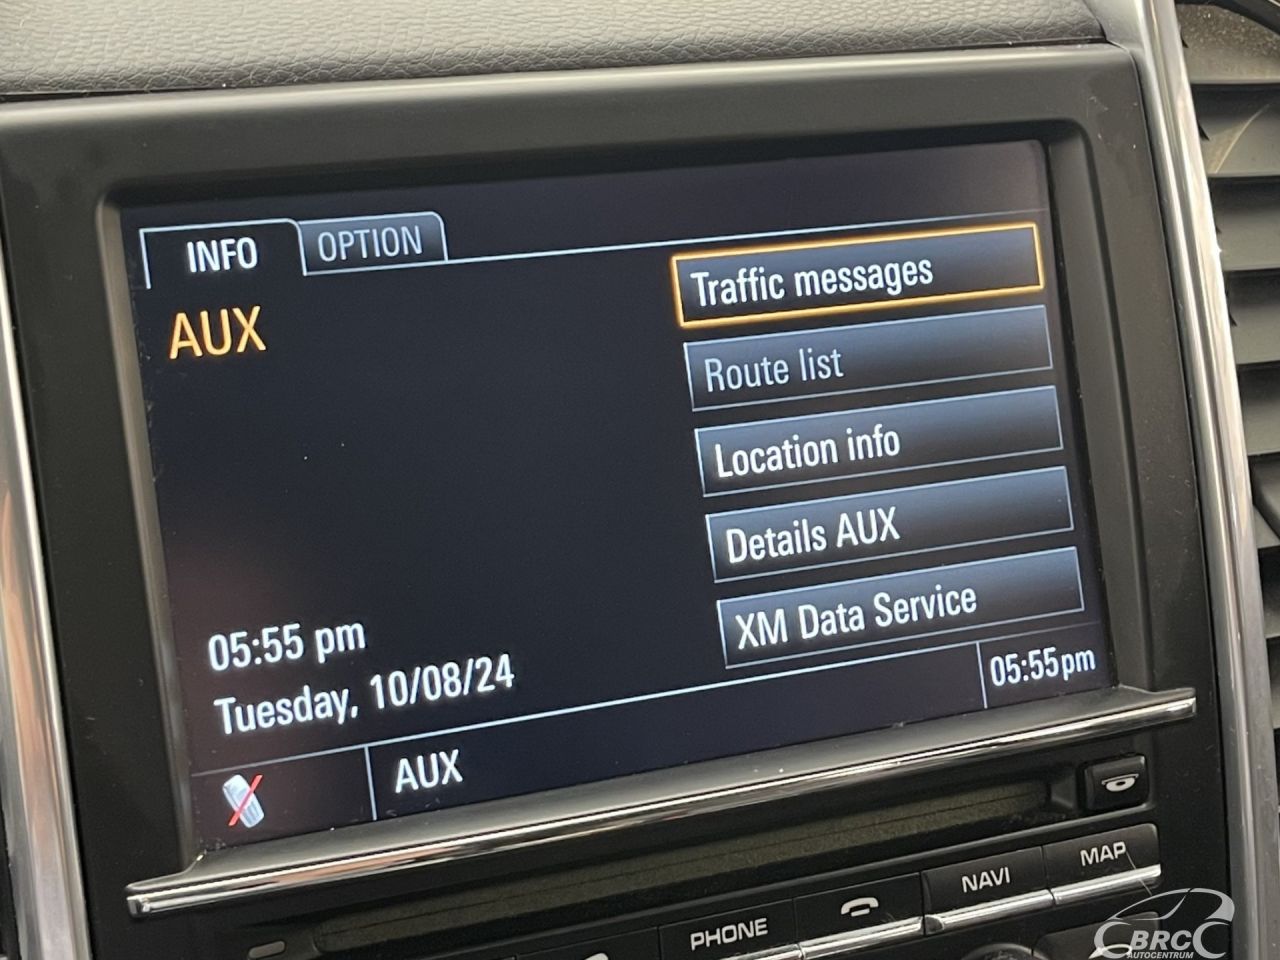 INFO OPTION
AUX
Traffic messages
Route list
Location info
Details AUX
XM Data Service
05:55 pm
Tuesday, 10/08/24
AUX
05:55pm
PHONE
NAVI
MAP
BRC
AUTOCENTRUM